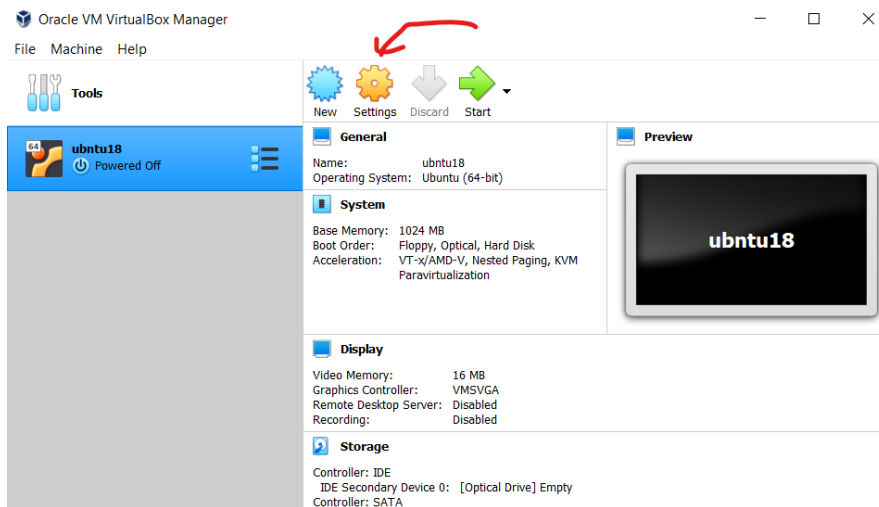 Oracle VM VirtualBox Manager
File Machine Help
Tools
New Settings Discard Start
64
ubntu18
Powered Off
General
Name: ubntu18
Operating System: Ubuntu (64-bit)
System
Base Memory: 1024 MB
Boot Order: Floppy, Optical, Hard Disk
Acceleration: VT-x/AMD-V, Nested Paging, KVM
Paravirtualization
Preview
ubntu18
Display
Video Memory: 16 MB
Graphics Controller: VMSVGA
Remote Desktop Server: Disabled
Recording: Disabled
Storage
Controller: IDE
IDE Secondary Device 0: [Optical Drive] Empty
Controller: SATA